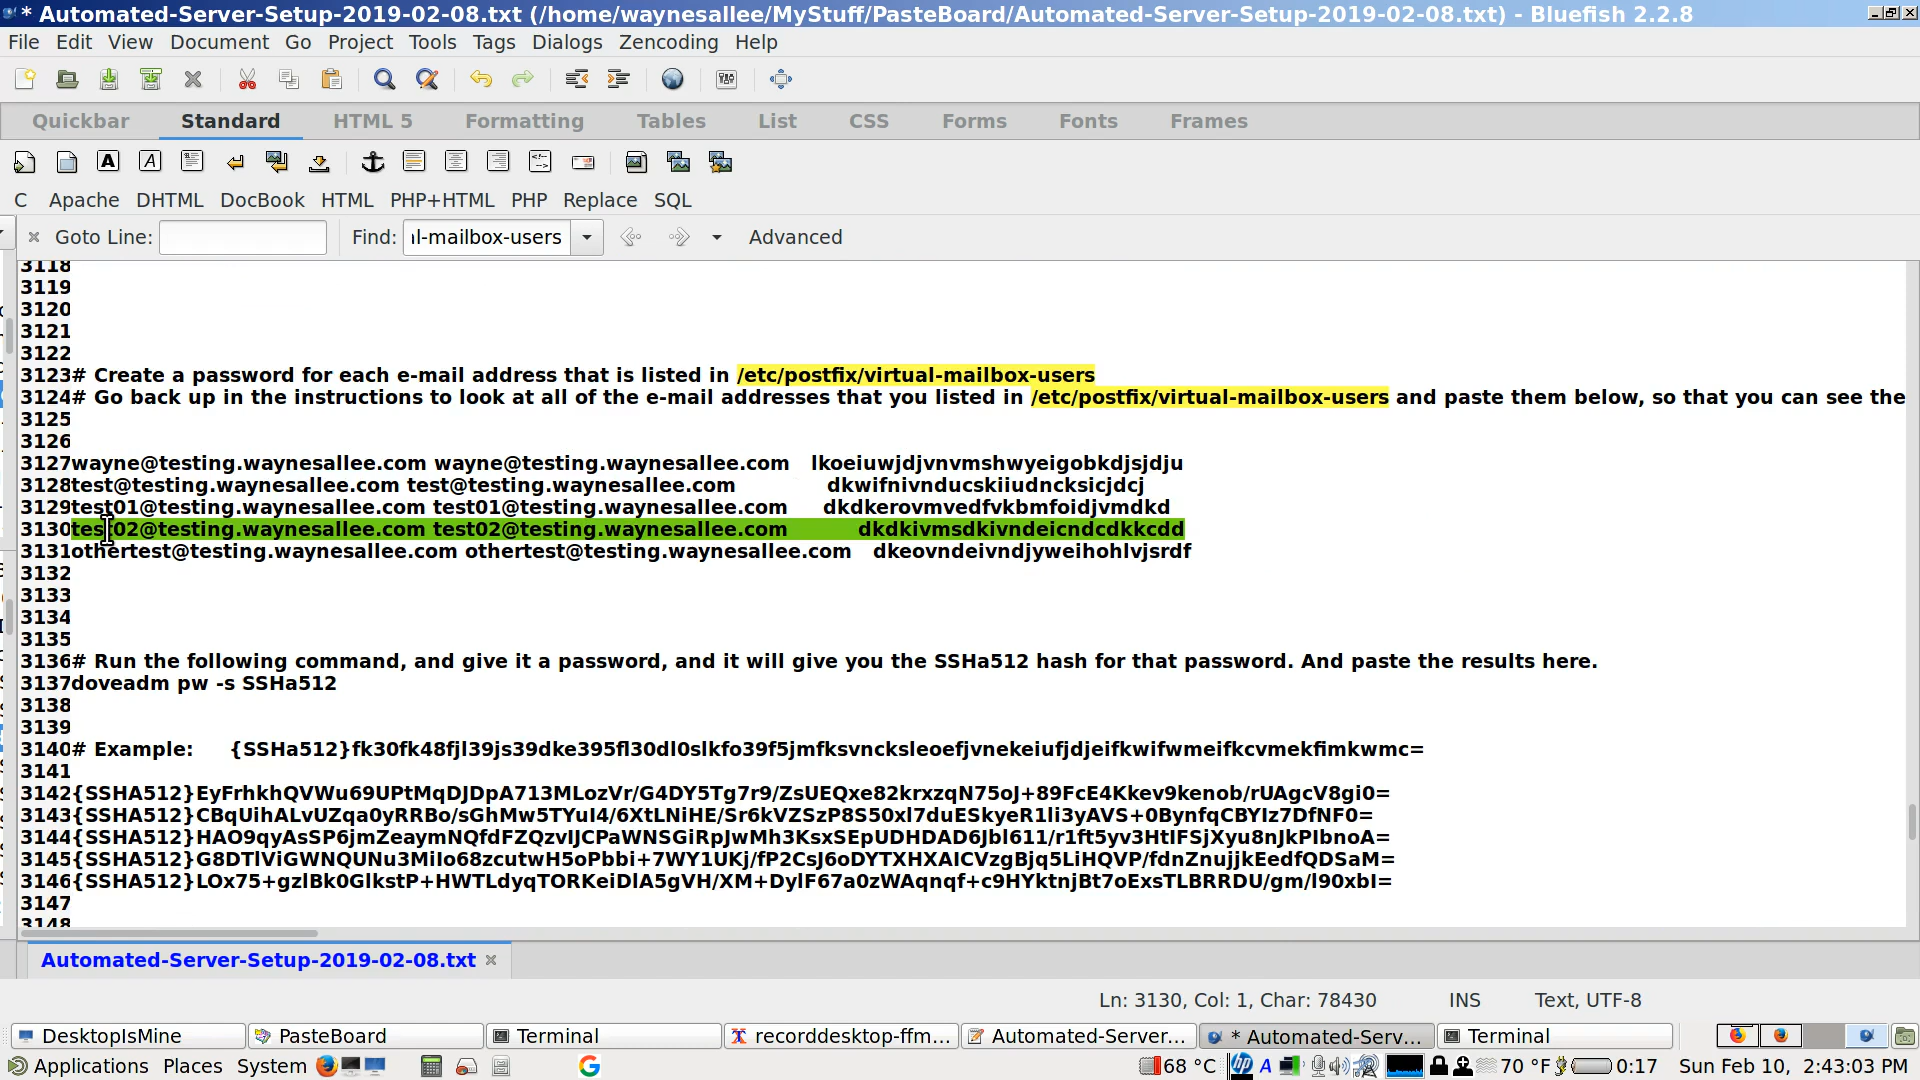 * Automated-Server-Setup-2019-02-08.txt (/home/waynesallee/MyStuff/PasteBoard/Automated-Server-Setup-2019-02-08.txt) - Bluefish 2.2.8
File Edit View Document Go Project Tools Tags Dialogs Zencoding Help
Quickbar Standard HTML 5 Formatting Tables List CSS Forms Fonts Frames
C Apache DHTML DocBook HTML PHP+HTML PHP Replace SQL
Goto Line: Find: al-mailbox-users Advanced
3118
3119
3120
3121
3122
3123# Create a password for each e-mail address that is listed in /etc/postfix/virtual-mailbox-users
3124# Go back up in the instructions to look at all of the e-mail addresses that you listed in /etc/postfix/virtual-mailbox-users and paste them below, so that you can see the
3125
3126
3127wayne@testing.waynesallee.com wayne@testing.waynesallee.com lkoeiuwjdjvnvmshwyeigobkdjsjdju
3128test@testing.waynesallee.com test@testing.waynesallee.com dkwifnivnducskiiudncksicjdcj
3129test01@testing.waynesallee.com test01@testing.waynesallee.com dkdkerovmvedfvkbmfoidjvmdkd
3130test02@testing.waynesallee.com test02@testing.waynesallee.com dkdkivmsdkivndeicndcdkkcdd
3131othertest@testing.waynesallee.com othertest@testing.waynesallee.com dkeovndeivndjyweihohlvjsrdf
3132
3133
3134
3135
3136# Run the following command, and give it a password, and it will give you the SSHa512 hash for that password. And paste the results here.
3137doveadm pw -s SSHa512
3138
3139
3140# Example: {SSHa512}fk30fk48fjl39js39dke395fl30dl0slkfo39f5jmfksvncksleoefjvnekeiufjdjeifkwifwmeifkcvmekfimkwmc=
3141
3142{SSHA512}EyFrhkhQVWu69UPtMqDJDpA713MLozVr/G4DY5Tg7r9/ZsUEQxe82krxzqN75oJ+89FcE4Kkev9kenob/rUAgcV8gi0=
3143{SSHA512}CBqUihALvUZqa0yRRBo/sGhMw5TYuI4/6XtLNiHE/Sr6kVZSzP8S50xl7duESkyeR1li3yAVS+0BynfqCBYIz7DfNF0=
3144{SSHA512}HAO9qyAsSP6jmZeaymNQfdFZQzvIJCPaWNSGiRpJwMh3KsxSEpUDHDAD6Jbl611/r1ft5yv3HtIFSjXyu8nJkPIbnoA=
3145{SSHA512}G8DTlViGWNQUNu3MiIo68zcutwH5oPbbi+7WY1UKj/fP2CsJ6oDYTXHXAICVzgBjq5LiHQVP/fdnZnujjkEedfQDSaM=
3146{SSHA512}LOx75+gzlBk0GlkstP+HWTLdyqTORKeiDlA5gVH/XM+DylF67a0zWAqnqf+c9HYktnjBt7oExsTLBRRDU/gm/l90xbI=
3147
3148
Automated-Server-Setup-2019-02-08.txt
Ln: 3130, Col: 1, Char: 78430 INS Text, UTF-8
DesktopIsMine PasteBoard Terminal recorddesktop-ffm... Automated-Server... * Automated-Serv... Terminal
Applications Places System 68 °C 70 °F 0:17 Sun Feb 10, 2:43:03 PM